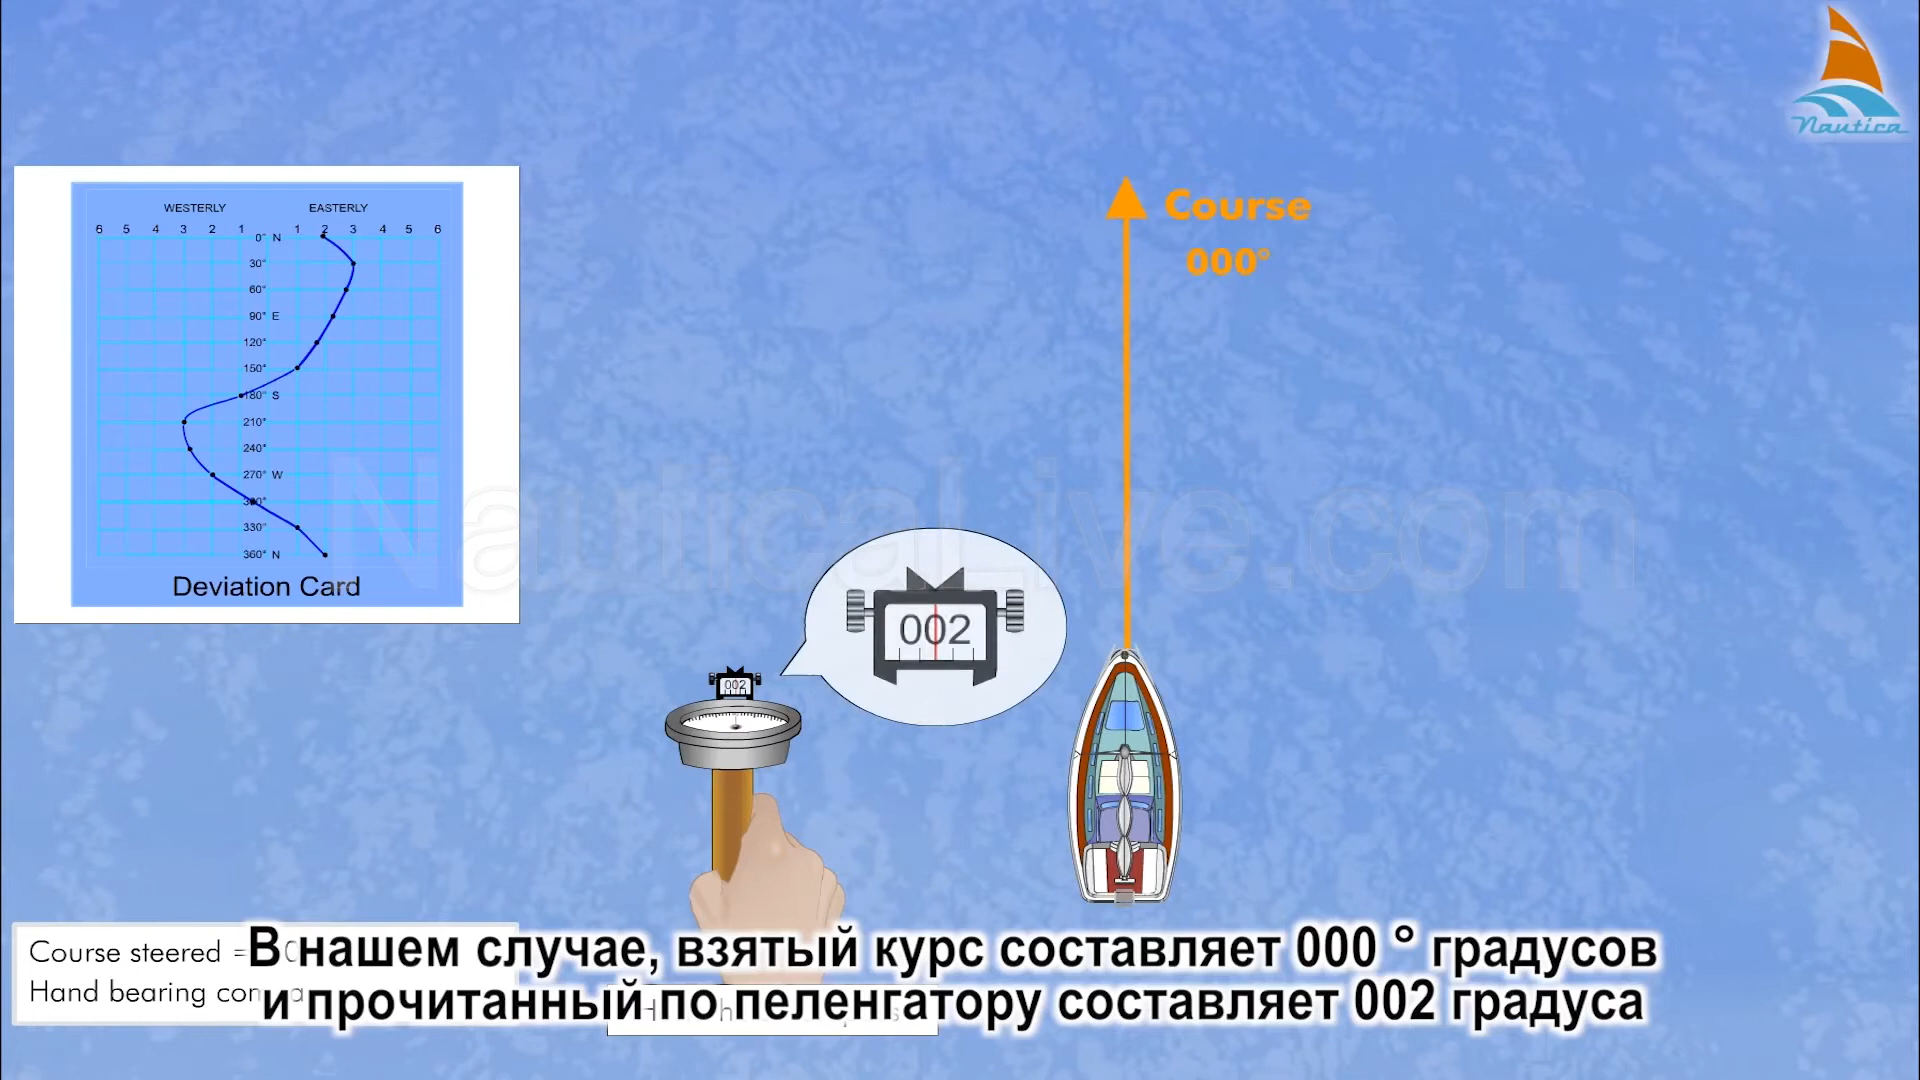 Nautica
WESTERLY EASTERLY
6 5 4 3 2 1 1 2 3 4 5 6
0° N
30°
60°
90° E
120°
150°
180° S
210°
240°
270° W
300°
330°
360° N
Deviation Card
Course
000°
NauticaLive.com
002
002
Course steered =
Hand bearing
В нашем случае, взятый курс составляет 000 ° градусов
и прочитанный по пеленгатору составляет 002 градуса